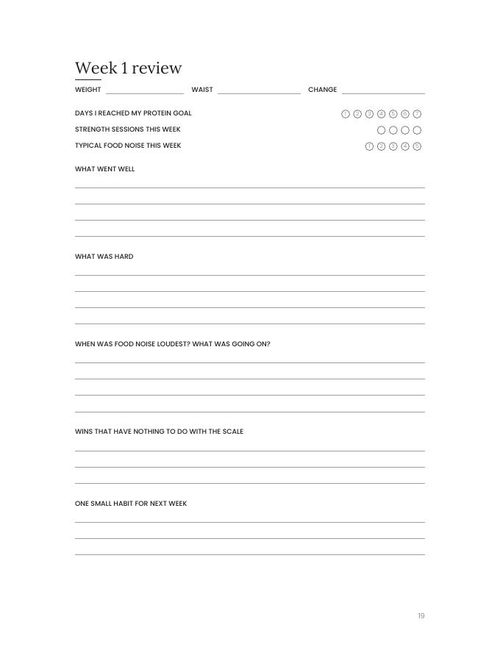 Week 1 review
WEIGHT WAIST CHANGE
DAYS I REACHED MY PROTEIN GOAL 1 2 3 4 5 6 7
STRENGTH SESSIONS THIS WEEK
TYPICAL FOOD NOISE THIS WEEK 1 2 3 4 5
WHAT WENT WELL
WHAT WAS HARD
WHEN WAS FOOD NOISE LOUDEST? WHAT WAS GOING ON?
WINS THAT HAVE NOTHING TO DO WITH THE SCALE
ONE SMALL HABIT FOR NEXT WEEK
19